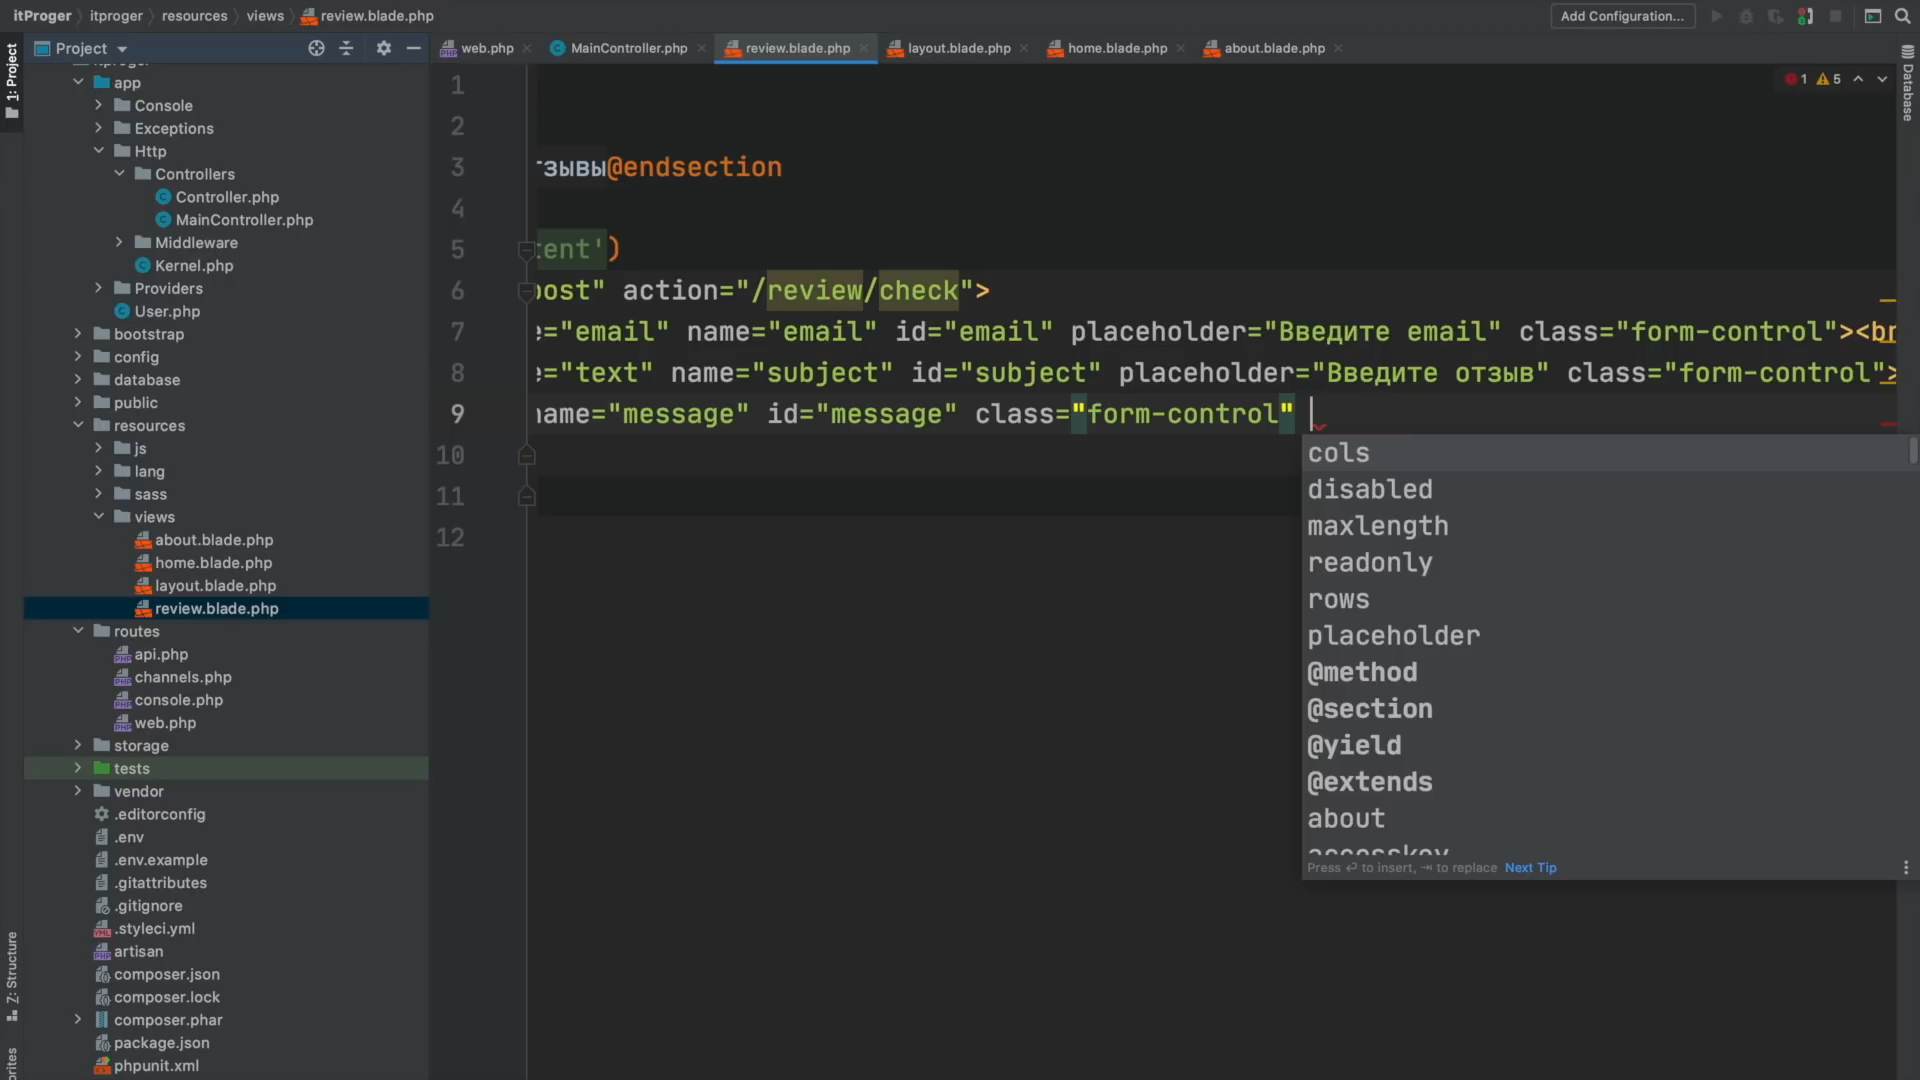 itProger itproger resources views review.blade.php Add Configuration...
Project web.php MainController.php review.blade.php layout.blade.php home.blade.php about.blade.php
1: Project
Database
app
Console
Exceptions
Http
Controllers
Controller.php
MainController.php
Middleware
Kernel.php
Providers
User.php
bootstrap
config
database
public
resources
js
lang
sass
views
about.blade.php
home.blade.php
layout.blade.php
review.blade.php
routes
api.php
channels.php
console.php
web.php
storage
tests
vendor
.editorconfig
.env
.env.example
.gitattributes
.gitignore
.styleci.yml
artisan
composer.json
composer.lock
composer.phar
package.json
phpunit.xml
Z: Structure
1 5
1
2
3 тзывы@endsection
4
5 tent')
6 post" action="/review/check">
7 e="email" name="email" id="email" placeholder="Введите email" class="form-control"><br
8 e="text" name="subject" id="subject" placeholder="Введите отзыв" class="form-control">
9 name="message" id="message" class="form-control"
10
11
12
cols
disabled
maxlength
readonly
rows
placeholder
@method
@section
@yield
@extends
about
accesskey
Press ↵ to insert, ⇥ to replace Next Tip